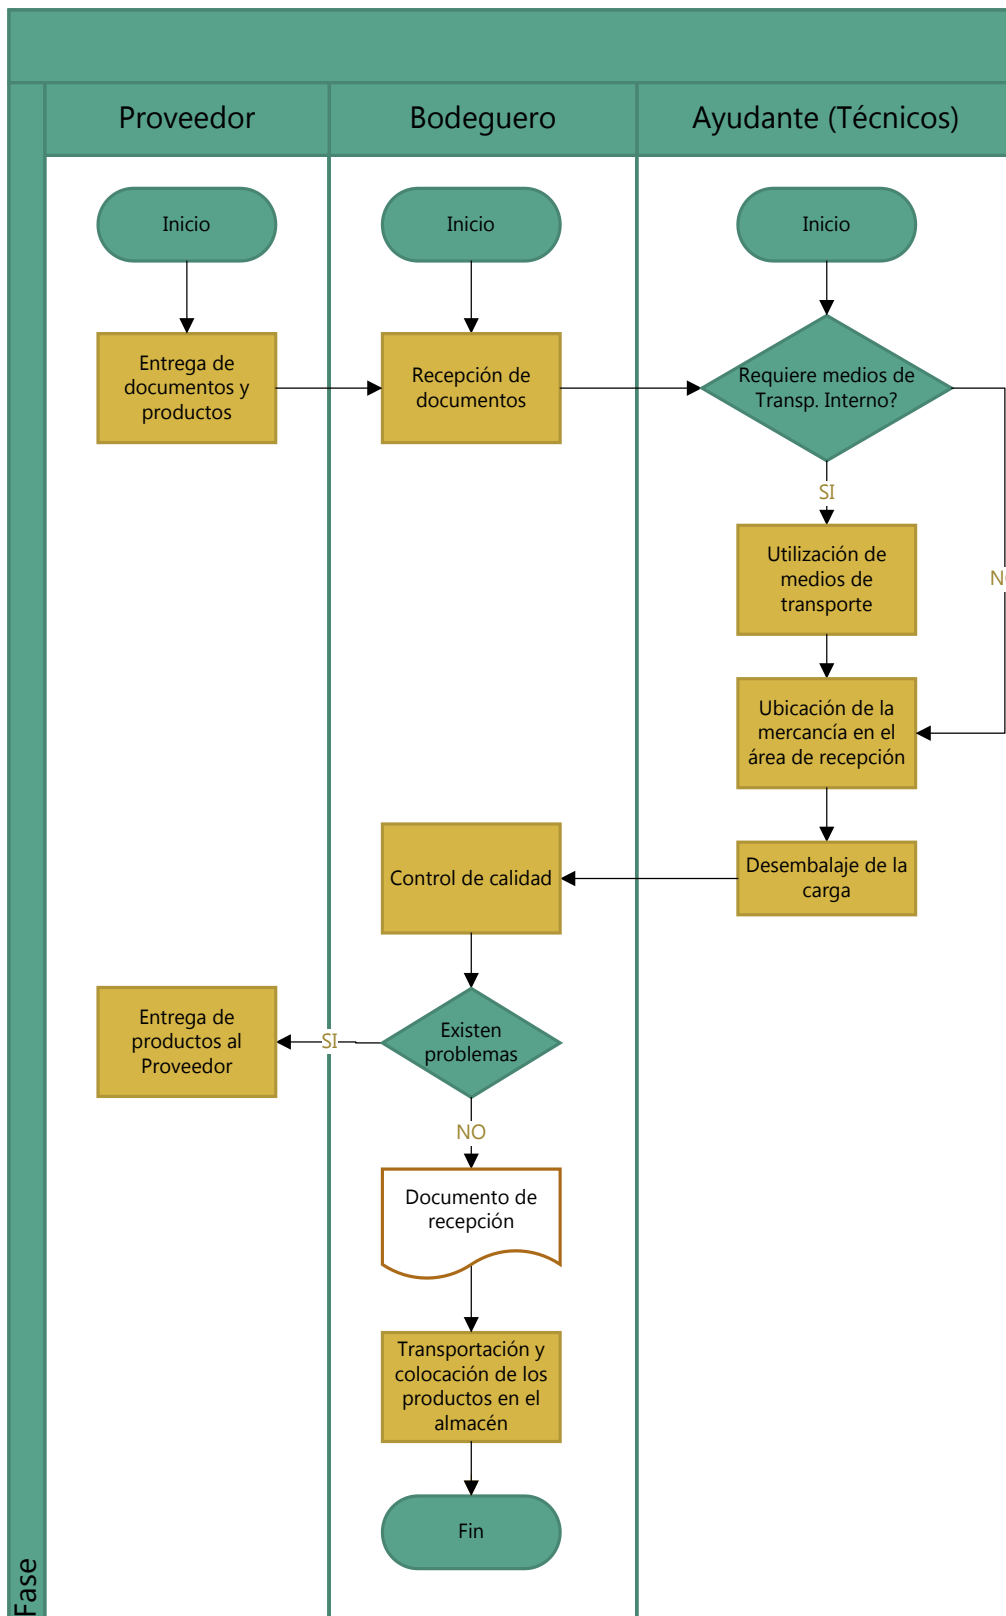 Proveedor
Bodeguero
Ayudante (Técnicos)
Inicio
Inicio
Inicio
Entrega de
documentos y
productos
Recepción de
documentos
Requiere medios de
Transp. Interno?
SI
Utilización de
medios de
transporte
Ubicación de la
mercancía en el
área de recepción
Desembalaje de la
carga
Control de calidad
Existen
problemas
SI
Entrega de
productos al
Proveedor
NO
Documento de
recepción
Transportación y
colocación de los
productos en el
almacén
Fin
Fase